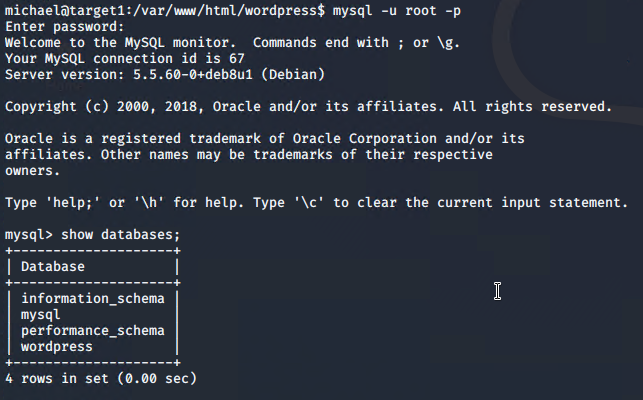 michael@target1:/var/www/html/wordpress$ mysql -u root -p
Enter password:
Welcome to the MySQL monitor.  Commands end with ; or \g.
Your MySQL connection id is 67
Server version: 5.5.60-0+deb8u1 (Debian)
Copyright (c) 2000, 2018, Oracle and/or its affiliates. All rights reserved.
Oracle is a registered trademark of Oracle Corporation and/or its
affiliates. Other names may be trademarks of their respective
owners.
Type 'help;' or '\h' for help. Type '\c' to clear the current input statement.
mysql> show databases;
+--------------------+
| Database           |
+--------------------+
| information_schema |
| mysql              |
| performance_schema |
| wordpress          |
+--------------------+
4 rows in set (0.00 sec)